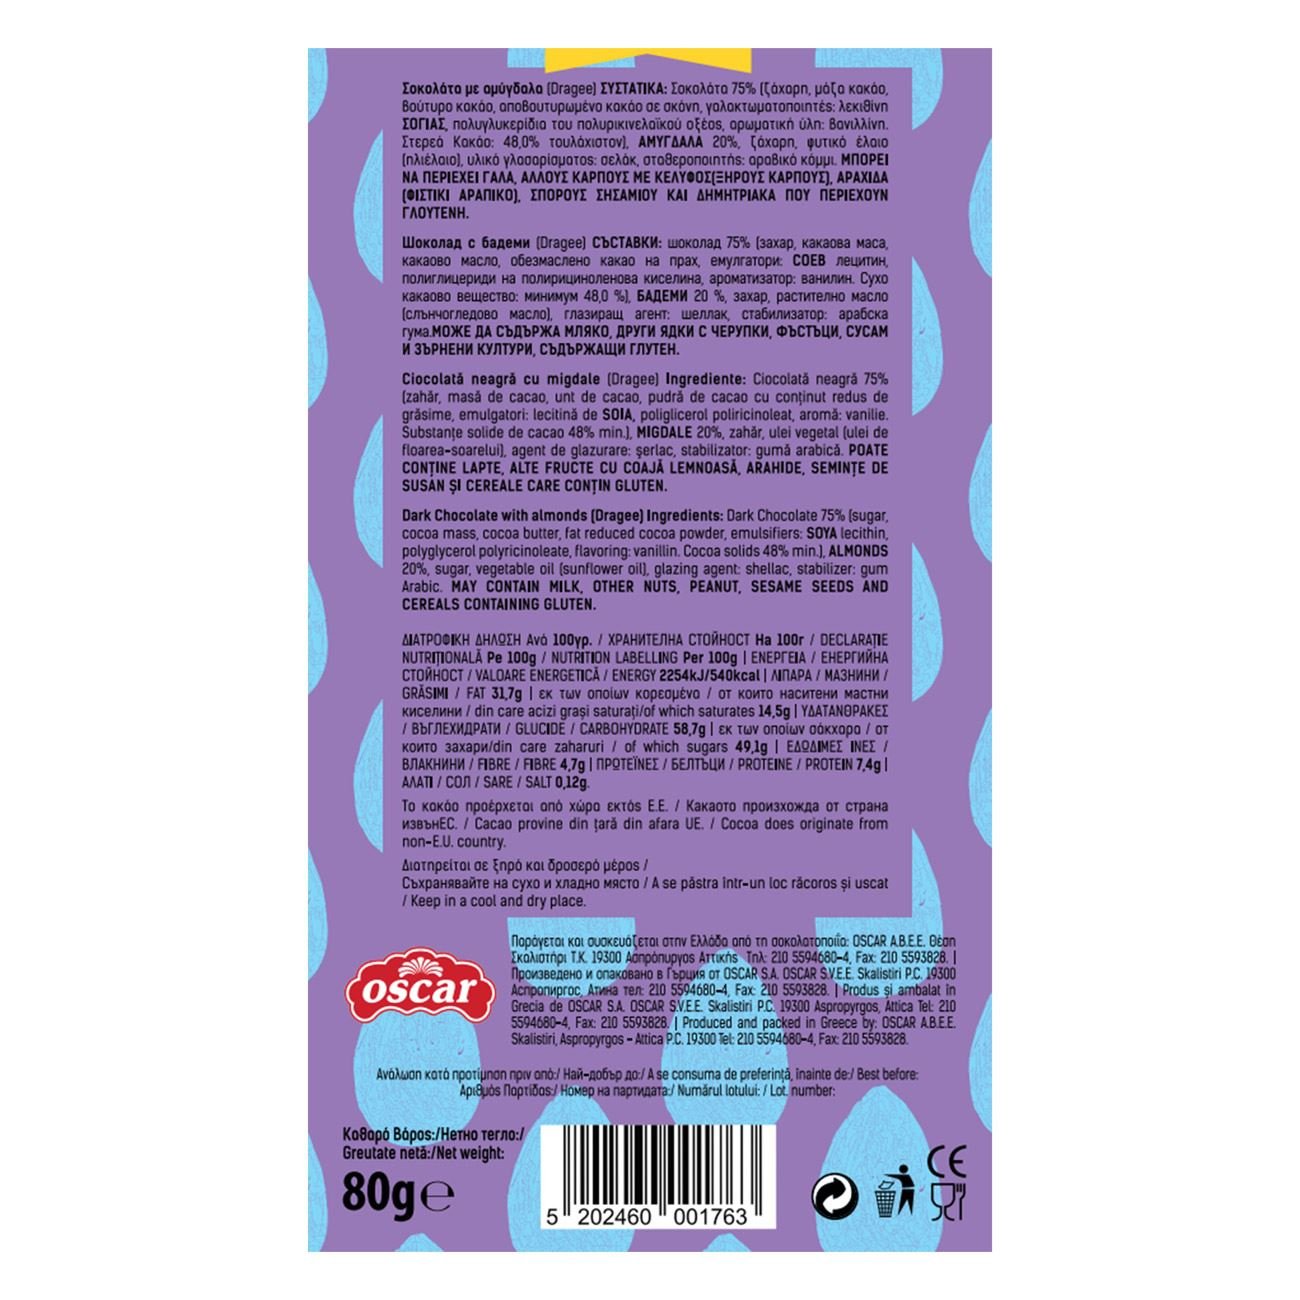 Σοκολάτα με αμύγδαλα (Dragee) ΣΥΣΤΑΤΙΚΑ: Σοκολάτα 75% (ζάχαρη, μάζα κακάο,
βούτυρο κακάο, αποβουτυρωμένο κακάο σε σκόνη, γαλακτωματοποιητές: λεκιθίνη
ΣΟΓΙΑΣ, πολυγλυκερίδια του πολυρικινελαϊκού οξέος, αρωματική ύλη: βανιλλίνη.
Στερεά Κακάο: 48,0% τουλάχιστον), ΑΜΥΓΔΑΛΑ 20%, ζάχαρη, φυτικό έλαιο
(ηλιέλαιο), υλικό γλασαρίσματος: σελάκ, σταθεροποιητής: αραβικό κόμμι. ΜΠΟΡΕΙ
ΝΑ ΠΕΡΙΕΧΕΙ ΓΑΛΑ, ΑΛΛΟΥΣ ΚΑΡΠΟΥΣ ΜΕ ΚΕΛΥΦΟΣ(ΞΗΡΟΥΣ ΚΑΡΠΟΥΣ), ΑΡΑΧΙΔΑ
(ΦΙΣΤΙΚΙ ΑΡΑΠΙΚΟ), ΣΠΟΡΟΥΣ ΣΗΣΑΜΙΟΥ ΚΑΙ ΔΗΜΗΤΡΙΑΚΑ ΠΟΥ ΠΕΡΙΕΧΟΥΝ
ΓΛΟΥΤΕΝΗ.
Шоколад с бадеми (Dragee) СЪСТАВКИ: шоколад 75% (захар, какаова маса,
какаово масло, обезмаслено какао на прах, емулгатори: СОЕВ лецитин,
полиглицериди на полирициноленова киселина, ароматизатор: ванилин. Сухо
какаово вещество: минимум 48,0 %), БАДЕМИ 20 %, захар, растително масло
(слънчогледово масло), глазиращ агент: шеллак, стабилизатор: арабска
гума.МОЖЕ ДА СЪДЪРЖА МЛЯКО, ДРУГИ ЯДКИ С ЧЕРУПКИ, ФЪСТЪЦИ, СУСАМ
И ЗЪРНЕНИ КУЛТУРИ, СЪДЪРЖАЩИ ГЛУТЕН.
Ciocolată neagră cu migdale (Dragee) Ingrediente: Ciocolată neagră 75%
(zahăr, masă de cacao, unt de cacao, pudră de cacao cu conținut redus de
grăsime, emulgatori: lecitină de SOIA, poliglicerol poliricinoleat, aromă: vanilie.
Substanțe solide de cacao 48% min.), MIGDALE 20%, zahăr, ulei vegetal (ulei de
floarea-soarelui), agent de glazurare: șerlac, stabilizator: gumă arabică. POATE
CONȚINE LAPTE, ALTE FRUCTE CU COAJĂ LEMNOASĂ, ARAHIDE, SEMINȚE DE
SUSAN ȘI CEREALE CARE CONȚIN GLUTEN.
Dark Chocolate with almonds (Dragee) Ingredients: Dark Chocolate 75% (sugar,
cocoa mass, cocoa butter, fat reduced cocoa powder, emulsifiers: SOYA lecithin,
polyglycerol polyricinoleate, flavoring: vanillin. Cocoa solids 48% min.), ALMONDS
20%, sugar, vegetable oil (sunflower oil), glazing agent: shellac, stabilizer: gum
Arabic. MAY CONTAIN MILK, OTHER NUTS, PEANUT, SESAME SEEDS AND
CEREALS CONTAINING GLUTEN.
ΔΙΑΤΡΟΦΙΚΗ ΔΗΛΩΣΗ Ανά 100γρ. / ХРАНИТЕЛНА СТОЙНОСТ На 100г / DECLARAȚIE
NUTRIȚIONALĂ Pe 100g / NUTRITION LABELLING Per 100g | ΕΝΕΡΓΕΙΑ / ЕНЕРГИЙНА
СТОЙНОСТ / VALOARE ENERGETICĂ / ENERGY 2254kJ/540kcal | ΛΙΠΑΡΑ / МАЗНИНИ /
GRĂSIMI / FAT 31,7g | εκ των οποίων κορεσμένα / от които наситени мастни
киселини / din care acizi grași saturați/of which saturates 14,5g | ΥΔΑΤΑΝΘΡΑΚΕΣ
/ ВЪГЛЕХИДРАТИ / GLUCIDE / CARBOHYDRATE 58,7g | εκ των οποίων σάκχαρα / от
които захари/din care zaharuri / of which sugars 49,1g | ΕΔΩΔΙΜΕΣ ΙΝΕΣ /
ВЛАКНИНИ / FIBRE / FIBRE 4,7g | ΠΡΩΤΕΪΝΕΣ / БЕЛТЪЦИ / PROTEINE / PROTEIN 7,4g |
ΑΛΑΤΙ / СОЛ / SARE / SALT 0,12g.
Το κακάο προέρχεται από χώρα εκτός Ε.Ε. / Какаото произхожда от страна
извънЕС. / Cacao provine din țară din afara UE. / Cocoa does originate from
non-E.U. country.
Διατηρείται σε ξηρό και δροσερό μέρος /
Съхранявайте на сухо и хладно място / A se păstra într-un loc răcoros și uscat
/ Keep in a cool and dry place.
oscar
Παράγεται και συσκευάζεται στην Ελλάδα από τη σοκολατοποιΐα: OSCAR A.B.E.E. Θέση
Σκαλιστήρι Τ.Κ. 19300 Ασπρόπυργος Αττικής Τηλ: 210 5594680-4, Fax: 210 5593828. |
Произведено и опаковано в Гърция от OSCAR S.A. OSCAR S.V.E.E. Skalistiri P.C. 19300
Аспропиргос, Атина тел: 210 5594680-4, Fax: 210 5593828. | Produs și ambalat în
Grecia de OSCAR S.A. OSCAR S.V.E.E. Skalistiri P.C. 19300 Aspropyrgos, Attica Tel: 210
5594680-4, Fax: 210 5593828. | Produced and packed in Greece by: OSCAR A.B.E.E.
Skalistiri, Aspropyrgos - Attica P.C. 19300 Tel: 210 5594680-4, Fax: 210 5593828.
Ανάλωση κατά προτίμηση πριν από:/ Най-добър до:/ A se consuma de preferință, înainte de:/ Best before:
Αριθμός Παρτίδας:/ Номер на партидата:/ Numărul lotului: / Lot. number:
Καθαρό Βάρος:/Нетно тегло:/
Greutate netă:/Net weight:
80g℮
5 202460 001763
CE